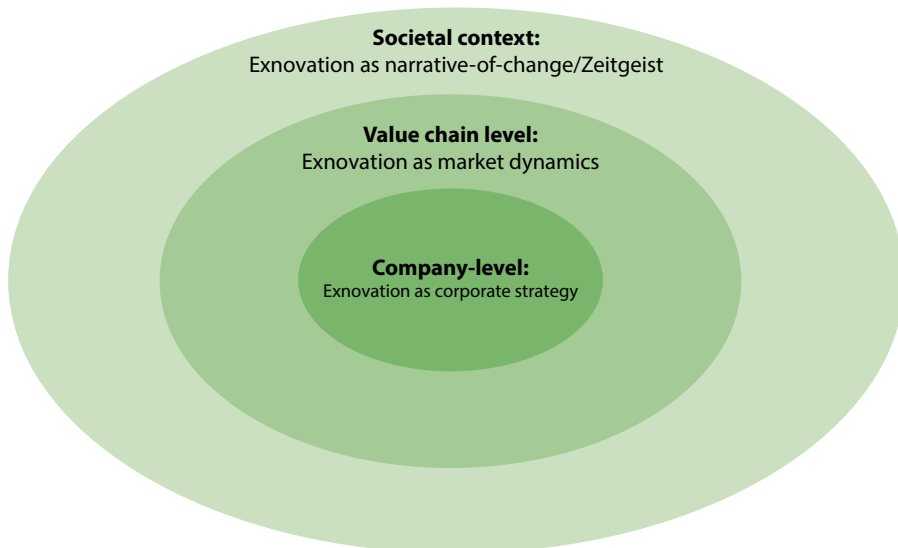 Societal context:
Exnovation as narrative-of-change/Zeitgeist
Value chain level:
Exnovation as market dynamics
Company-level:
Exnovation as corporate strategy